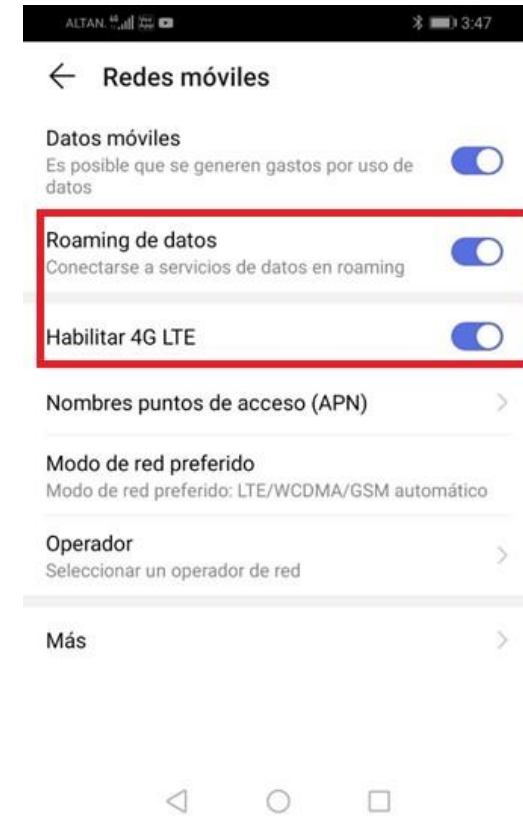 ALTAN. 3:47
Redes móviles
Datos móviles
Es posible que se generen gastos por uso de
datos
Roaming de datos
Conectarse a servicios de datos en roaming
Habilitar 4G LTE
Nombres puntos de acceso (APN)
Modo de red preferido
Modo de red preferido: LTE/WCDMA/GSM automático
Operador
Seleccionar un operador de red
Más